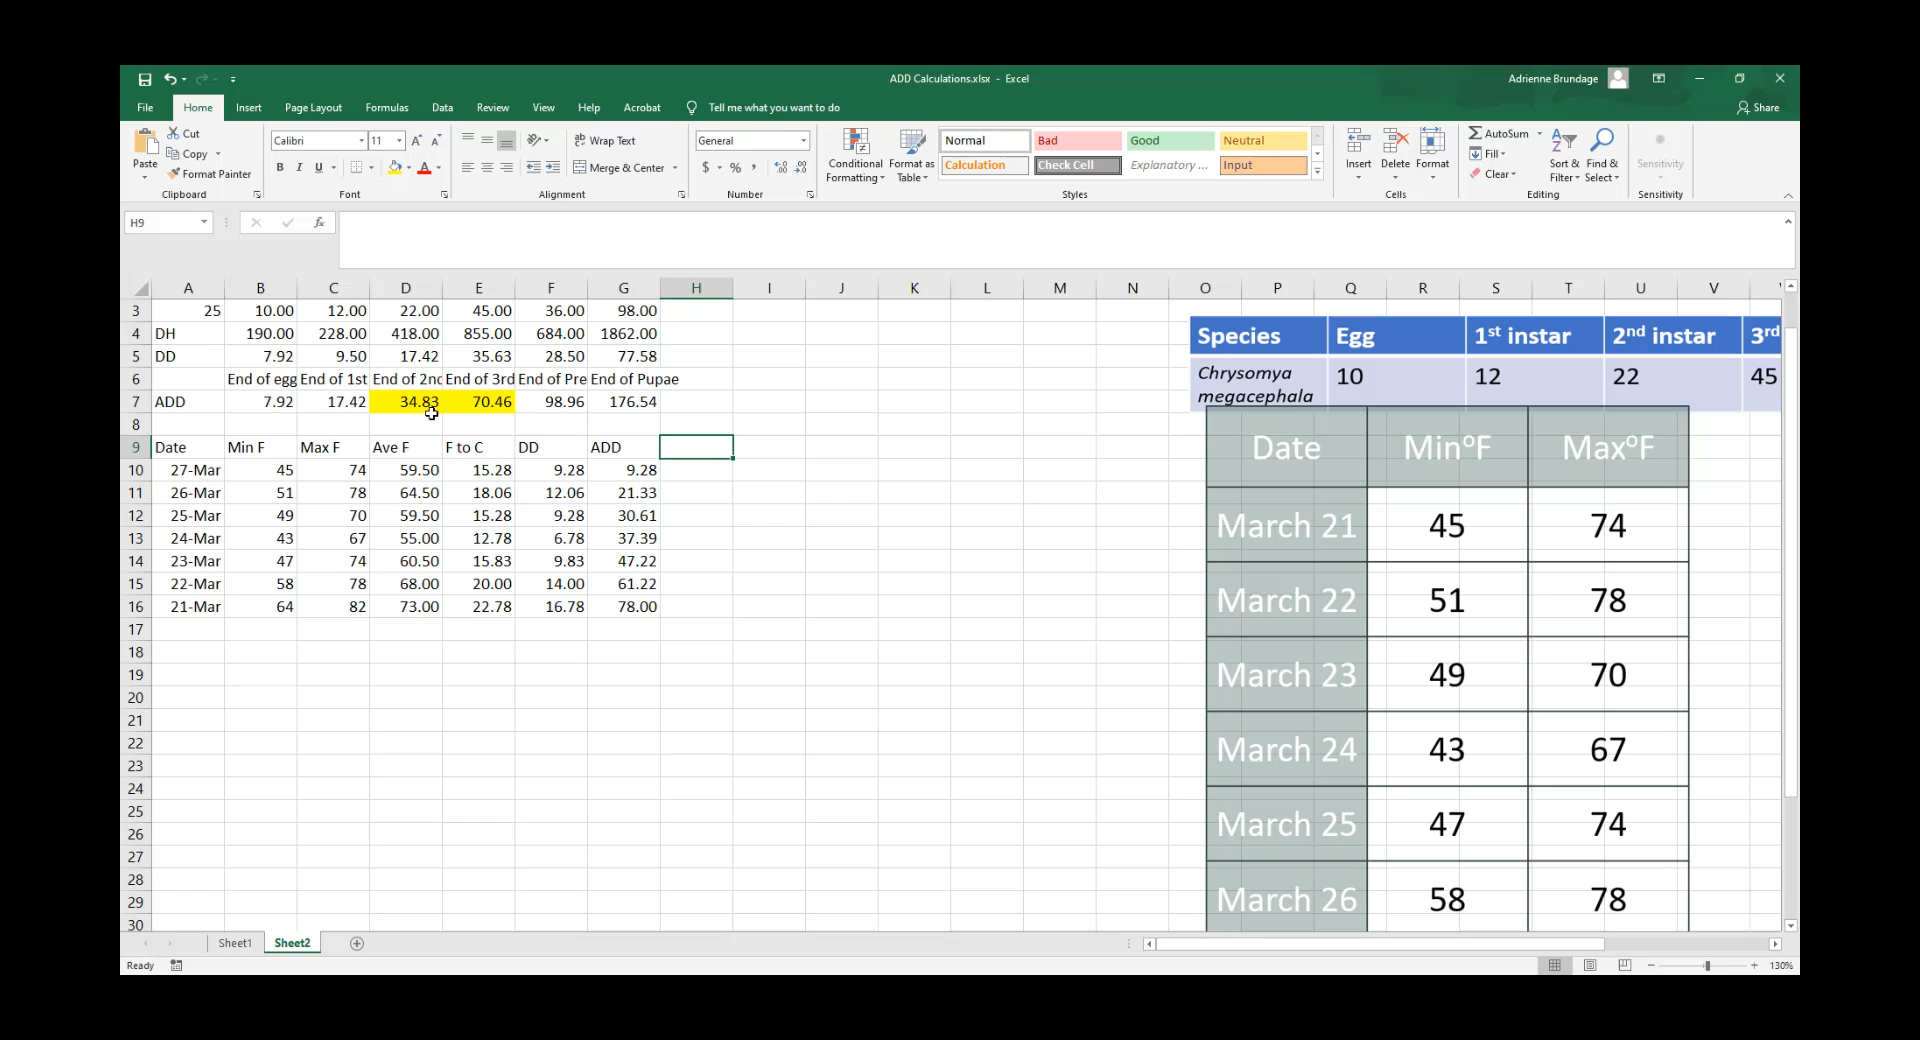 ADD Calculations.xlsx - Excel
Adrienne Brundage
File Home Insert Page Layout Formulas Data Review View Help Acrobat Tell me what you want to do
Share
Paste
Cut
Copy
Format Painter
Clipboard
Calibri 11
B I U
Font
Wrap Text
Merge & Center
Alignment
General
$ % ,
Number
Conditional Formatting
Format as Table
Normal Bad Good Neutral
Calculation Check Cell Explanatory ... Input
Styles
Insert Delete Format
Cells
AutoSum
Fill
Clear
Sort & Filter
Find & Select
Editing
Sensitivity
Sensitivity
H9
fx
A B C D E F G H I J K L M N O P Q R S T U V
3 25 10.00 12.00 22.00 45.00 36.00 98.00
4 DH 190.00 228.00 418.00 855.00 684.00 1862.00
5 DD 7.92 9.50 17.42 35.63 28.50 77.58
6 End of egg End of 1st End of 2nd End of 3rd End of Pre End of Pupae
7 ADD 7.92 17.42 34.83 70.46 98.96 176.54
8
9 Date Min F Max F Ave F F to C DD ADD
10 27-Mar 45 74 59.50 15.28 9.28 9.28
11 26-Mar 51 78 64.50 18.06 12.06 21.33
12 25-Mar 49 70 59.50 15.28 9.28 30.61
13 24-Mar 43 67 55.00 12.78 6.78 37.39
14 23-Mar 47 74 60.50 15.83 9.83 47.22
15 22-Mar 58 78 68.00 20.00 14.00 61.22
16 21-Mar 64 82 73.00 22.78 16.78 78.00
17
18
19
20
21
22
23
24
25
26
27
28
29
30
Species Egg 1st instar 2nd instar 3rd
Chrysomya megacephala 10 12 22 45
Date Min°F Max°F
March 21 45 74
March 22 51 78
March 23 49 70
March 24 43 67
March 25 47 74
March 26 58 78
Sheet1 Sheet2
Ready
130%